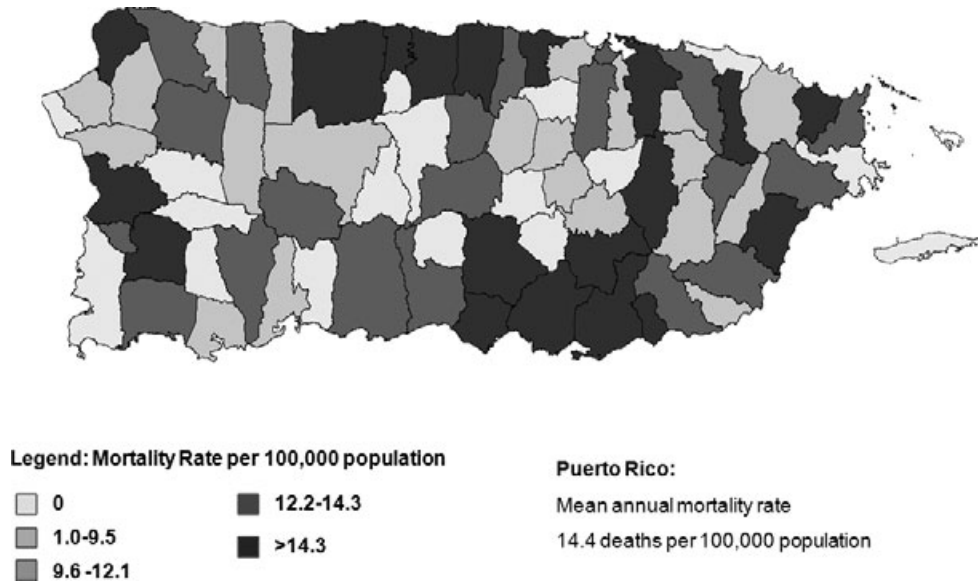 Legend: Mortality Rate per 100,000 population
0
1.0-9.5
9.6 -12.1
12.2-14.3
>14.3
Puerto Rico:
Mean annual mortality rate
14.4 deaths per 100,000 population